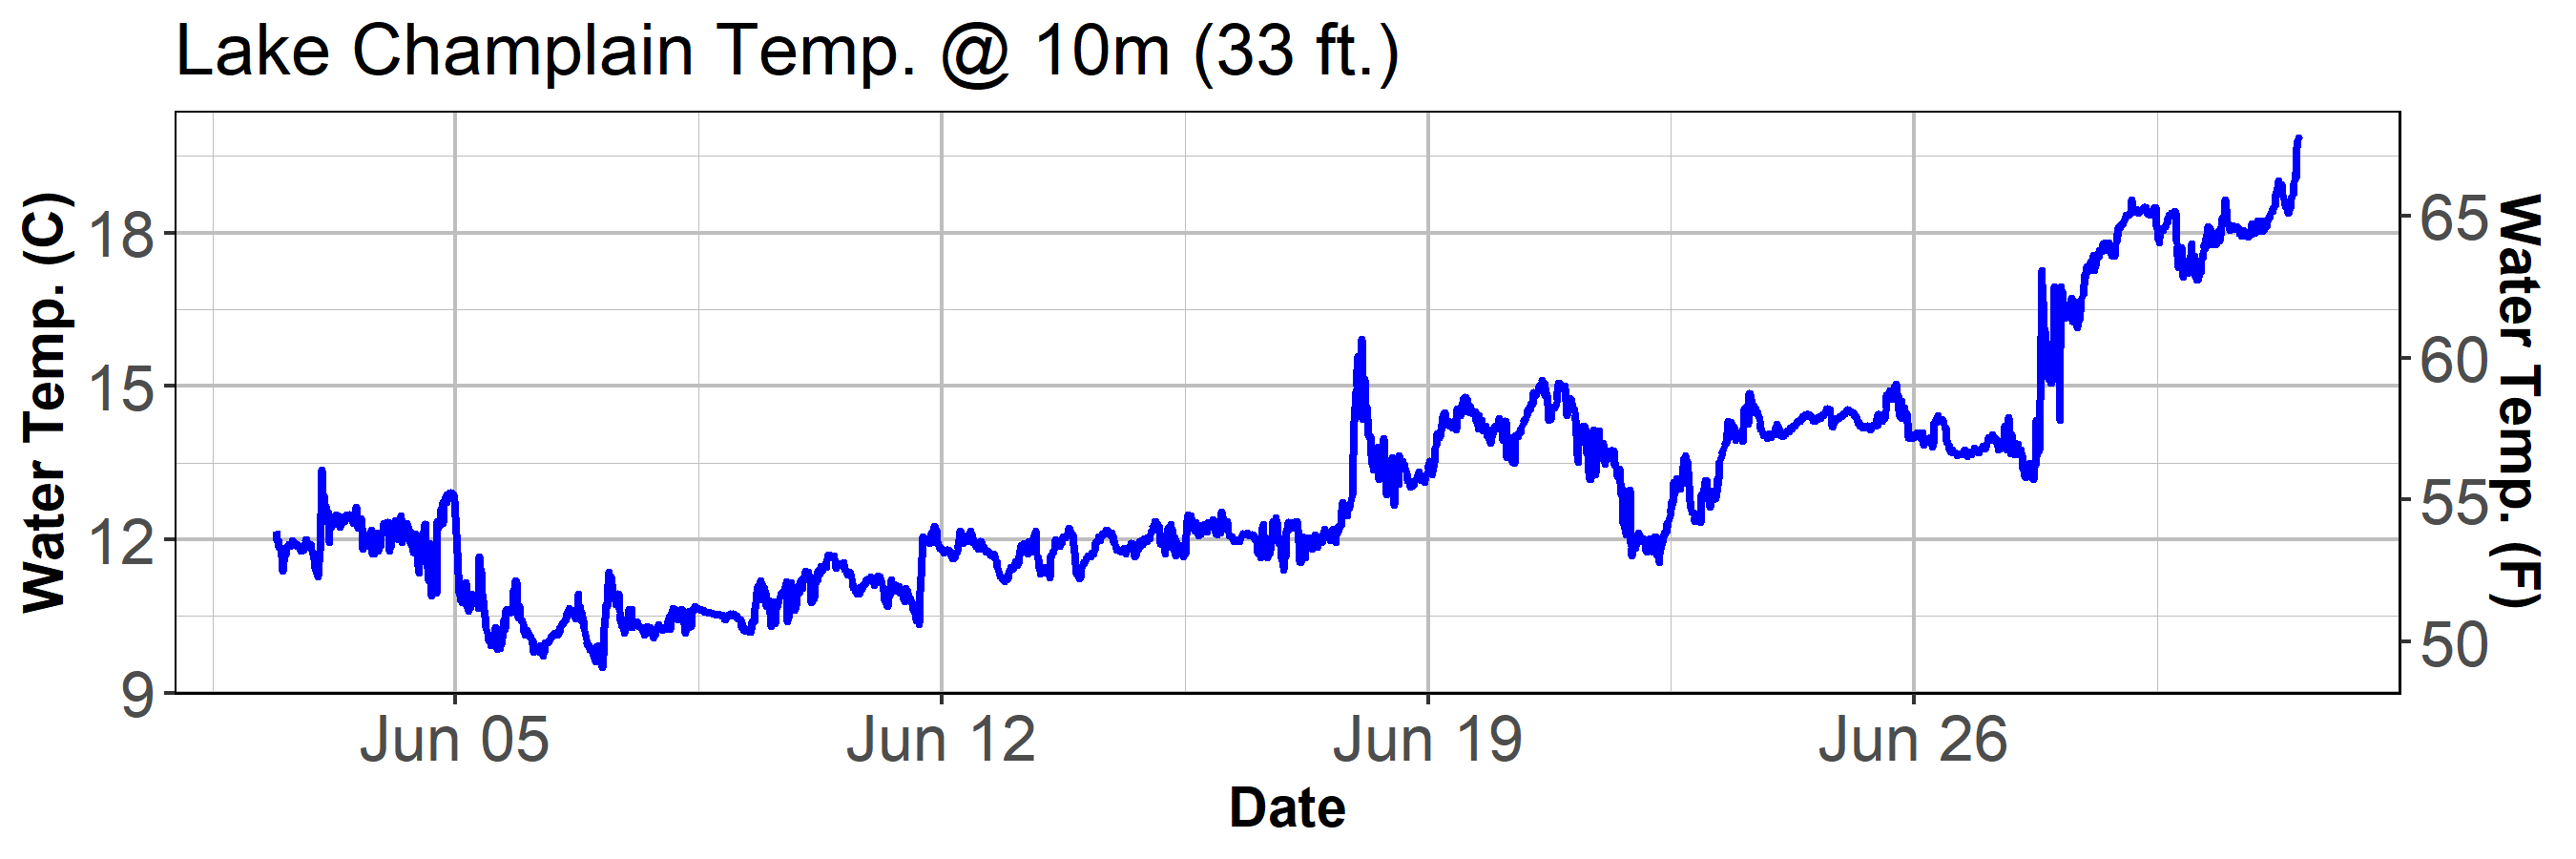 Lake Champlain Temp. @ 10m (33 ft.)
Water Temp. (C)
18
15
12
9
65
60
55
50
Water Temp. (F)
Jun 05 Jun 12 Jun 19 Jun 26
Date